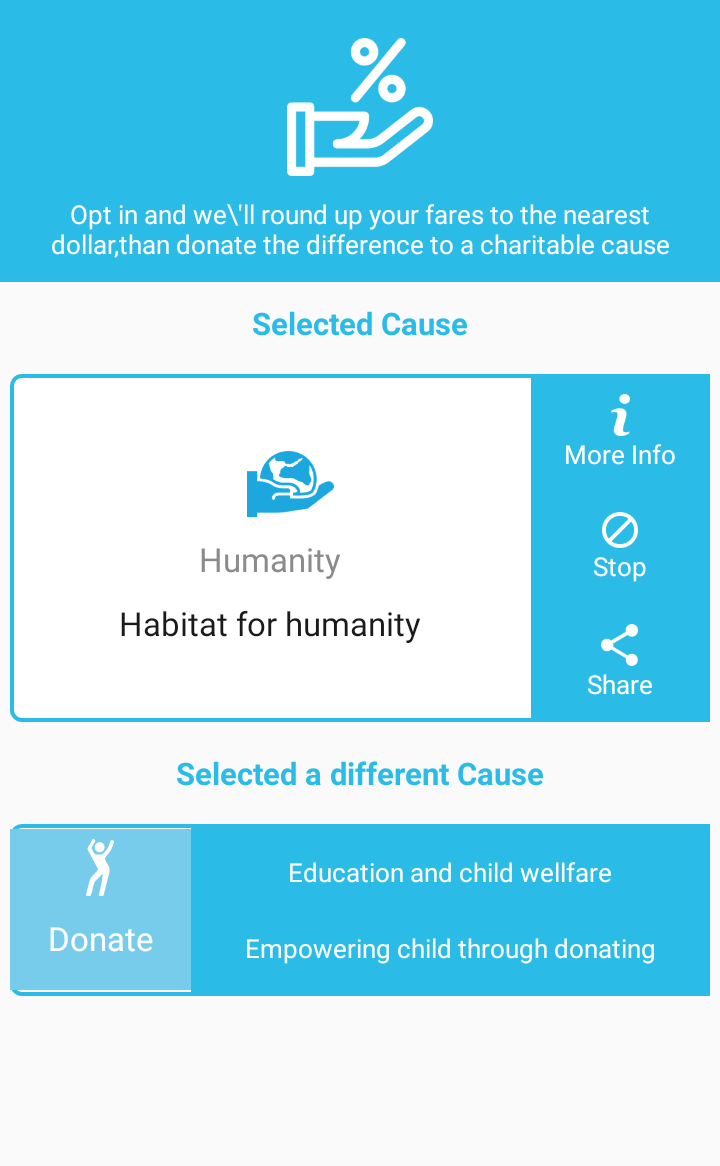 Opt in and we\'ll round up your fares to the nearest
dollar,than donate the difference to a charitable cause
Selected Cause
Humanity
Habitat for humanity
More Info
Stop
Share
Selected a different Cause
Donate
Education and child wellfare
Empowering child through donating